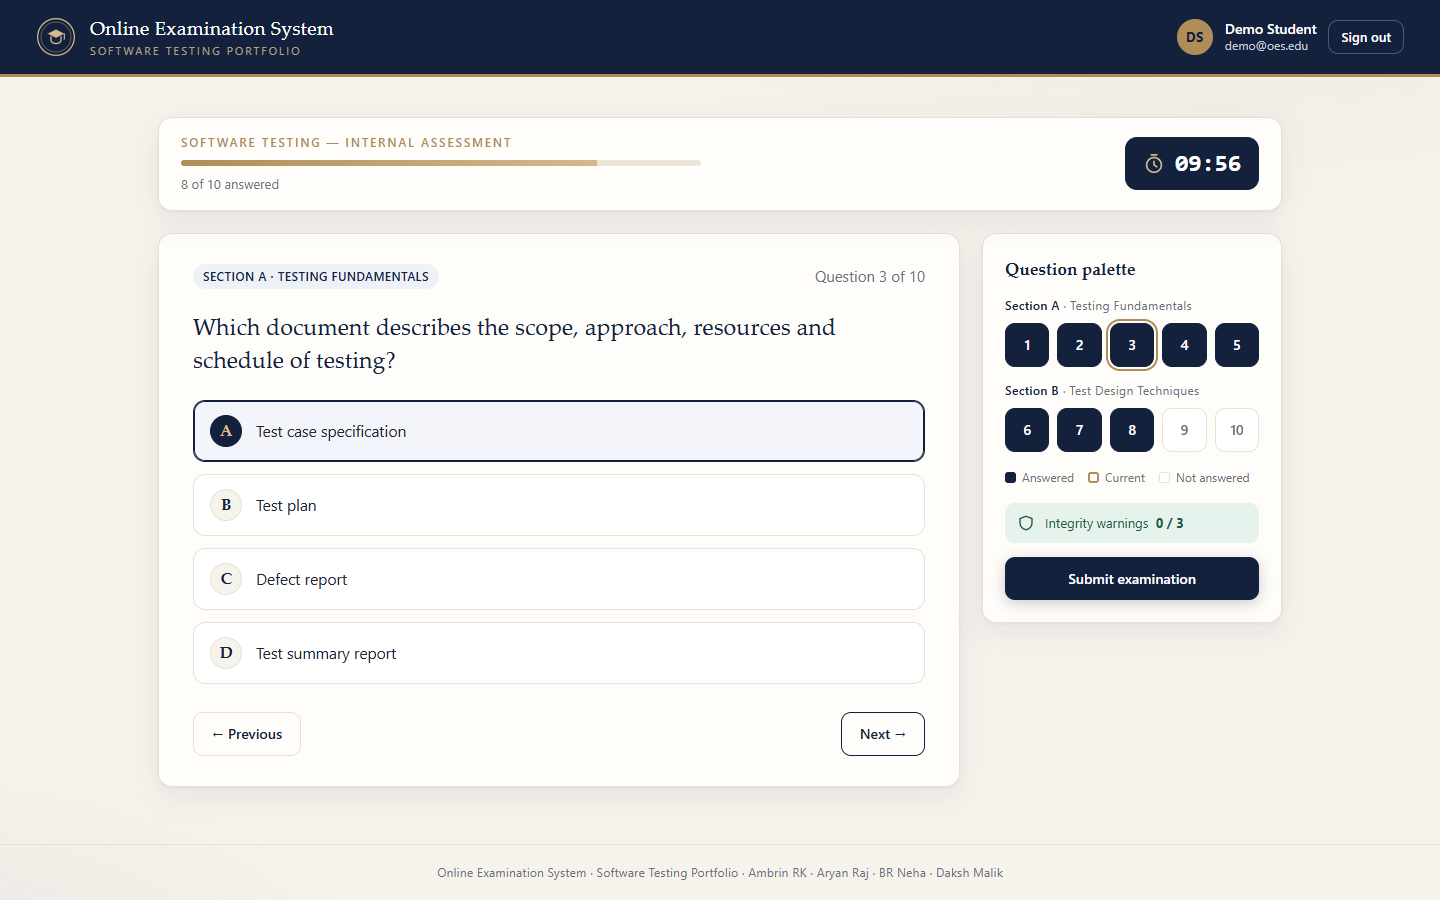 Online Examination System
SOFTWARE TESTING PORTFOLIO
DS
Demo Student
demo@oes.edu
Sign out
SOFTWARE TESTING — INTERNAL ASSESSMENT
8 of 10 answered
09:56
SECTION A · TESTING FUNDAMENTALS
Question 3 of 10
Which document describes the scope, approach, resources and
schedule of testing?
A Test case specification
B Test plan
C Defect report
D Test summary report
← Previous
Next →
Question palette
Section A · Testing Fundamentals
1 2 3 4 5
Section B · Test Design Techniques
6 7 8 9 10
Answered Current Not answered
Integrity warnings 0 / 3
Submit examination
Online Examination System · Software Testing Portfolio · Ambrin RK · Aryan Raj · BR Neha · Daksh Malik